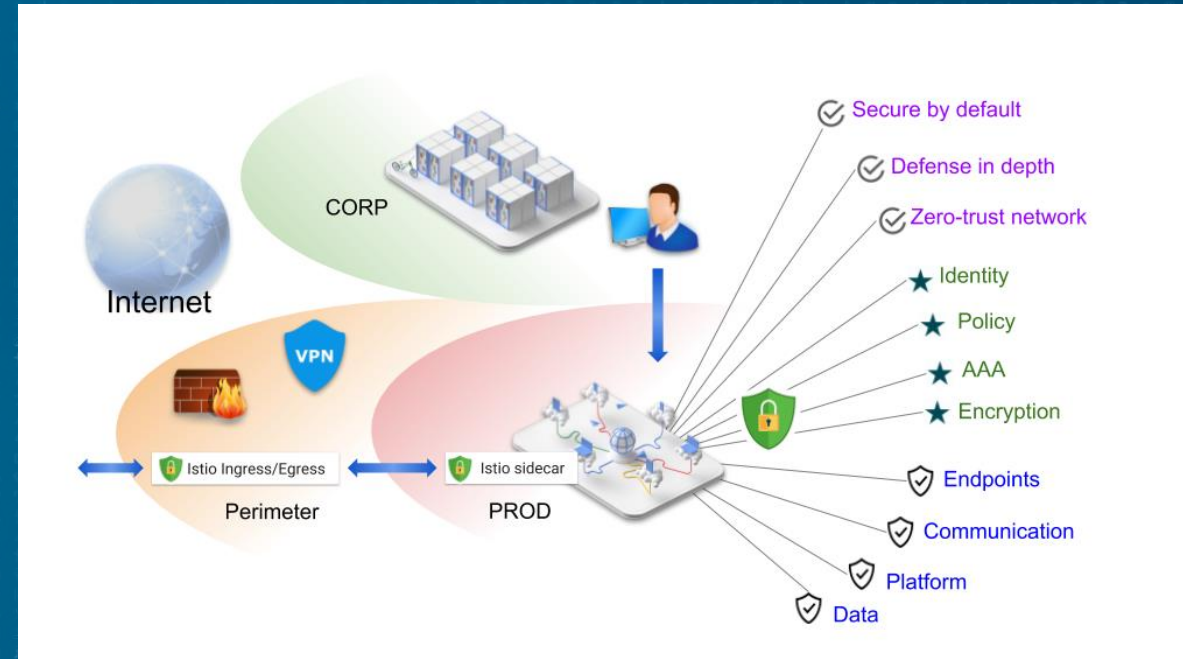 Secure by default
Defense in depth
CORP
Zero-trust network
Internet
Identity
VPN
Policy
AAA
Encryption
Istio Ingress/Egress
Istio sidecar
Endpoints
Perimeter
PROD
Communication
Platform
Data